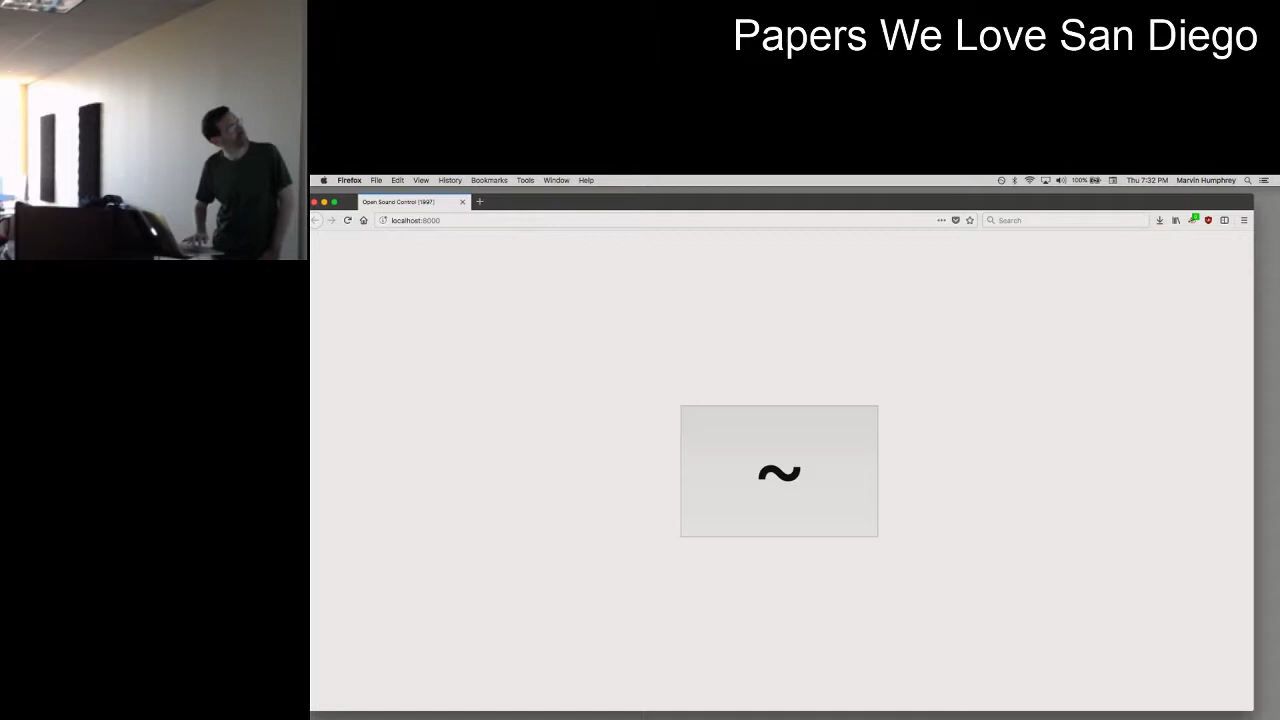 Papers We Love San Diego
Firefox File Edit View History Bookmarks Tools Window Help 100% Thu 7:32 PM Marvin Humphrey
Open Sound Control [1997]
localhost:8000 Search
~